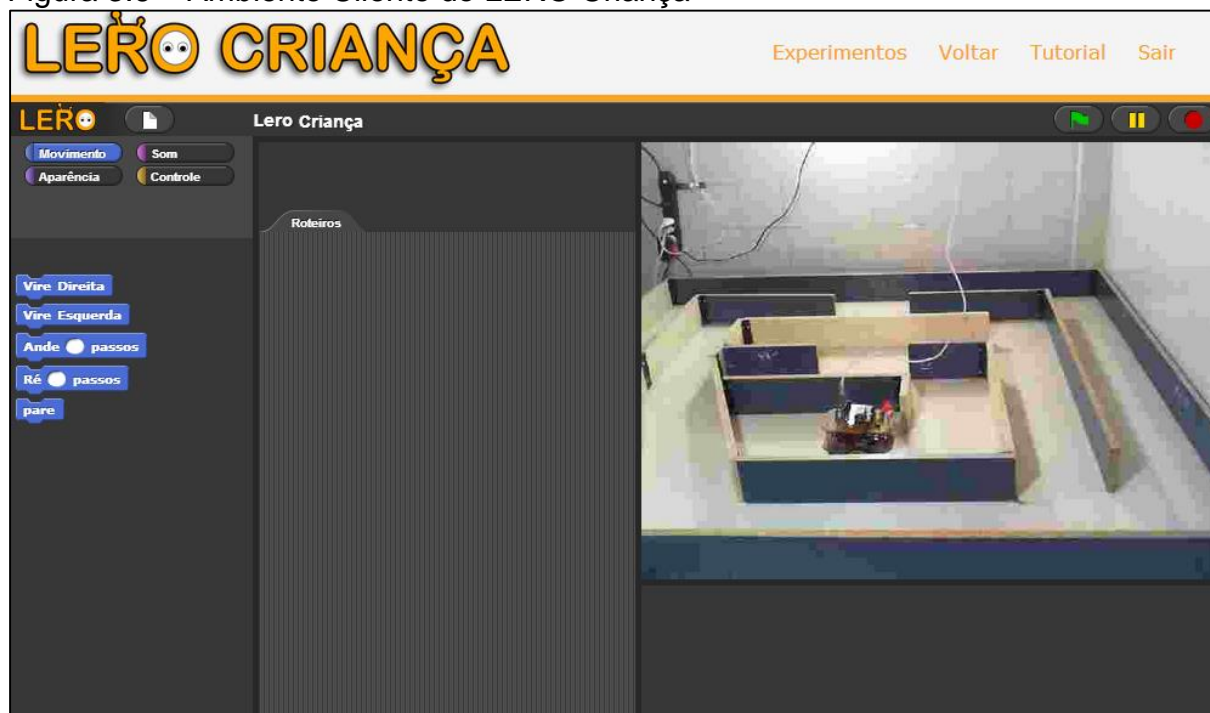 LERO CRIANÇA
Experimentos Voltar Tutorial Sair
LERO
Lero Criança
Movimento Som
Aparência Controle
Roteiros
Vire Direita
Vire Esquerda
Ande passos
Ré passos
pare